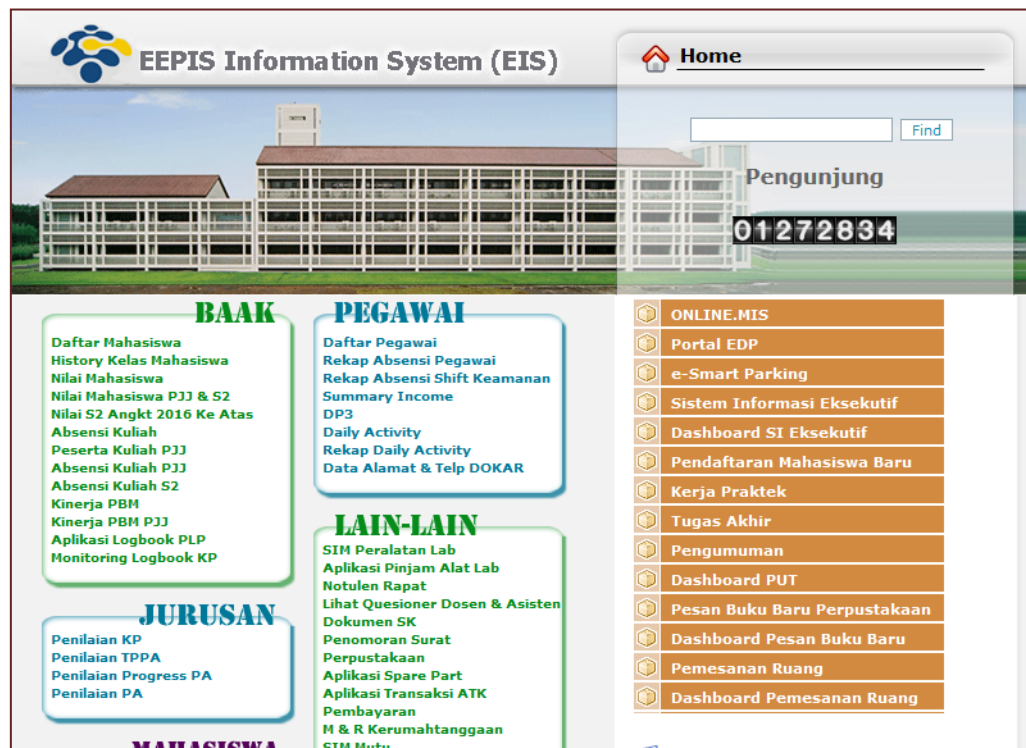 EEPIS Information System (EIS)
Home
Find
Pengunjung
01272834
BAAK
Daftar Mahasiswa
History Kelas Mahasiswa
Nilai Mahasiswa
Nilai Mahasiswa PJJ & S2
Nilai S2 Angkt 2016 Ke Atas
Absensi Kuliah
Peserta Kuliah PJJ
Absensi Kuliah PJJ
Absensi Kuliah S2
Kinerja PBM
Kinerja PBM PJJ
Aplikasi Logbook PLP
Monitoring Logbook KP
JURUSAN
Penilaian KP
Penilaian TPPA
Penilaian Progress PA
Penilaian PA
MAHASISWA
PEGAWAI
Daftar Pegawai
Rekap Absensi Pegawai
Rekap Absensi Shift Keamanan
Summary Income
DP3
Daily Activity
Rekap Daily Activity
Data Alamat & Telp DOKAR
LAIN-LAIN
SIM Peralatan Lab
Aplikasi Pinjam Alat Lab
Notulen Rapat
Lihat Quesioner Dosen & Asisten
Dokumen SK
Penomoran Surat
Perpustakaan
Aplikasi Spare Part
Aplikasi Transaksi ATK
Pembayaran
M & R Kerumahtanggaan
SIM Mutu
ONLINE.MIS
Portal EDP
e-Smart Parking
Sistem Informasi Eksekutif
Dashboard SI Eksekutif
Pendaftaran Mahasiswa Baru
Kerja Praktek
Tugas Akhir
Pengumuman
Dashboard PUT
Pesan Buku Baru Perpustakaan
Dashboard Pesan Buku Baru
Pemesanan Ruang
Dashboard Pemesanan Ruang